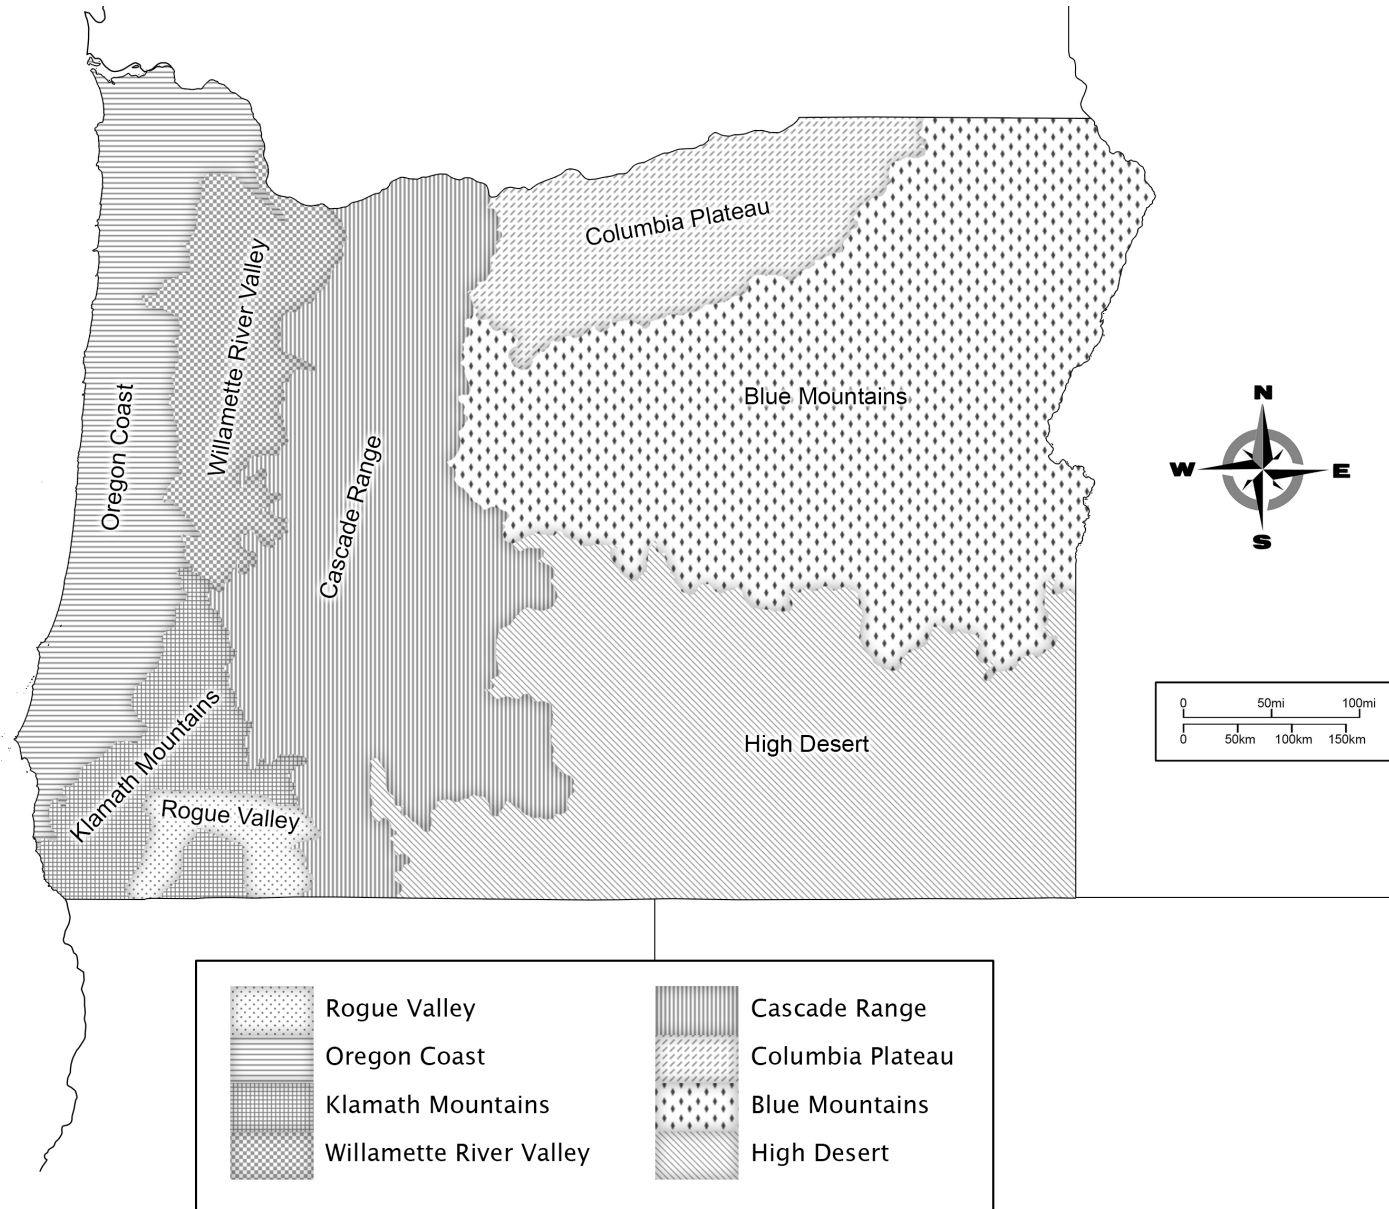 Columbia Plateau
Willamette River Valley
Blue Mountains
Oregon Coast
Cascade Range
N
W
E
S
Klamath Mountains
High Desert
Rogue Valley
0 50mi 100mi
0 50km 100km 150km
Rogue Valley
Oregon Coast
Klamath Mountains
Willamette River Valley
Cascade Range
Columbia Plateau
Blue Mountains
High Desert